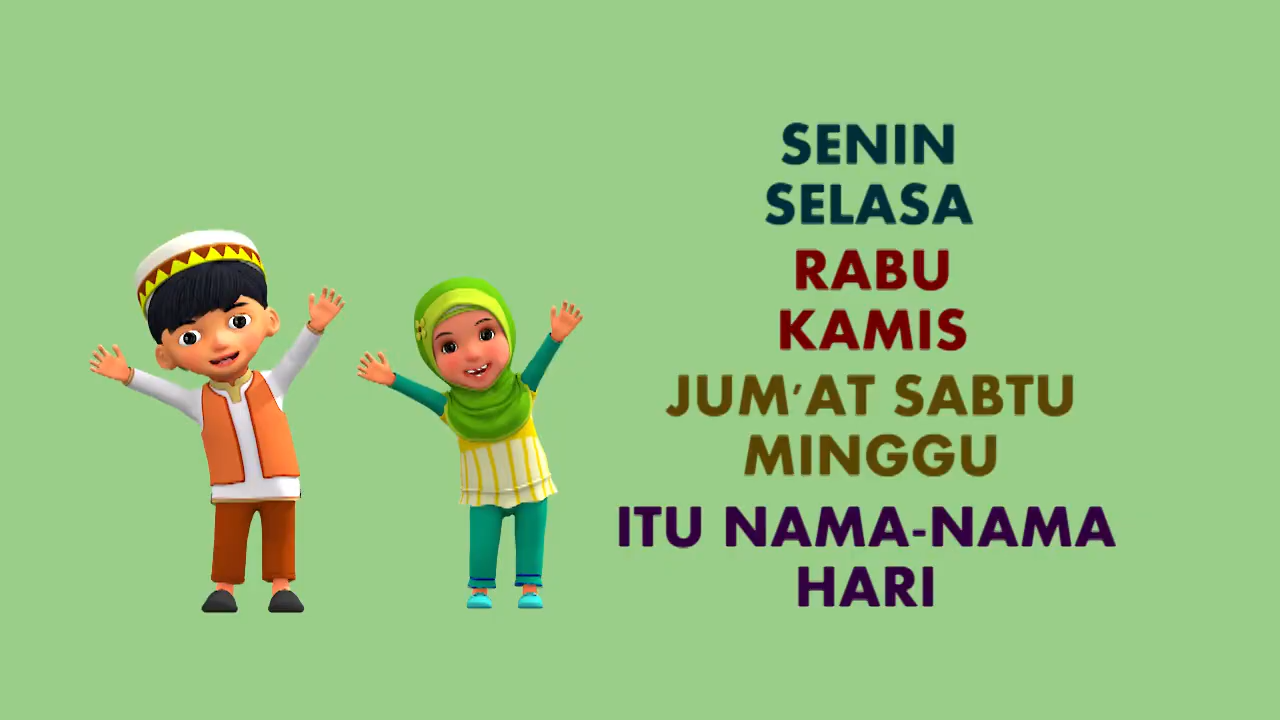 SENIN
SELASA
RABU
KAMIS
JUM'AT SABTU
MINGGU
ITU NAMA-NAMA
HARI